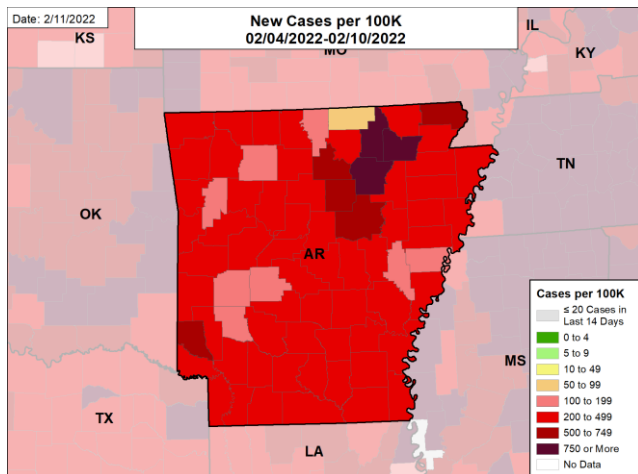 Date: 2/11/2022
New Cases per 100K
02/04/2022-02/10/2022
KS
MO
IL
KY
TN
OK
AR
MS
TX
LA
Cases per 100K
≤ 20 Cases in
Last 14 Days
0 to 4
5 to 9
10 to 49
50 to 99
100 to 199
200 to 499
500 to 749
750 or More
No Data